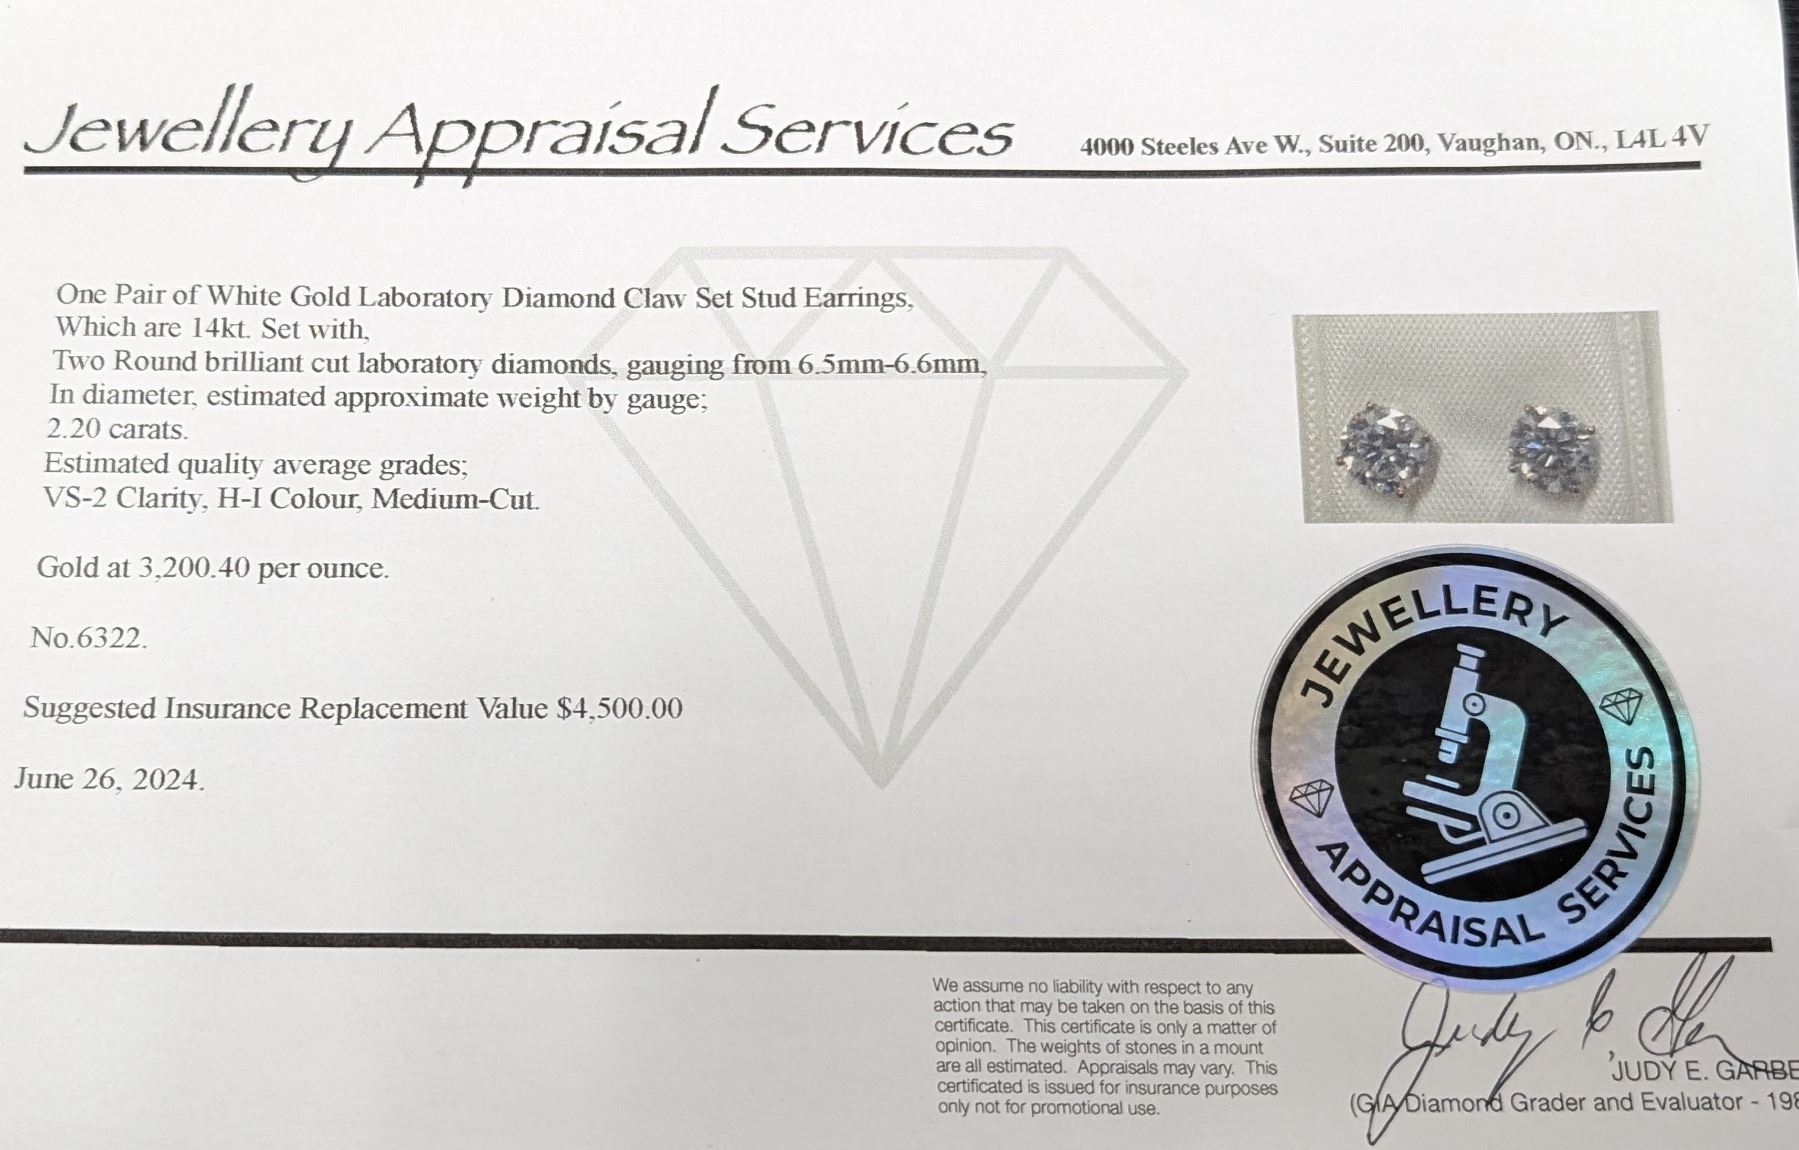 Jewellery Appraisal Services
4000 Steeles Ave W., Suite 200, Vaughan, ON., L4L 4V
One Pair of White Gold Laboratory Diamond Claw Set Stud Earrings,
Which are 14kt. Set with,
Two Round brilliant cut laboratory diamonds, gauging from 6.5mm-6.6mm,
In diameter, estimated approximate weight by gauge;
2.20 carats.
Estimated quality average grades;
VS-2 Clarity, H-I Colour, Medium-Cut.
Gold at 3,200.40 per ounce.
No.6322.
Suggested Insurance Replacement Value $4,500.00
June 26, 2024.
JEWELLERY
APPRAISAL SERVICES
We assume no liability with respect to any
action that may be taken on the basis of this
certificate. This certificate is only a matter of
opinion. The weights of stones in a mount
are all estimated. Appraisals may vary. This
certificated is issued for insurance purposes
only not for promotional use.
JUDY E. GARBE
(GIA Diamond Grader and Evaluator - 198